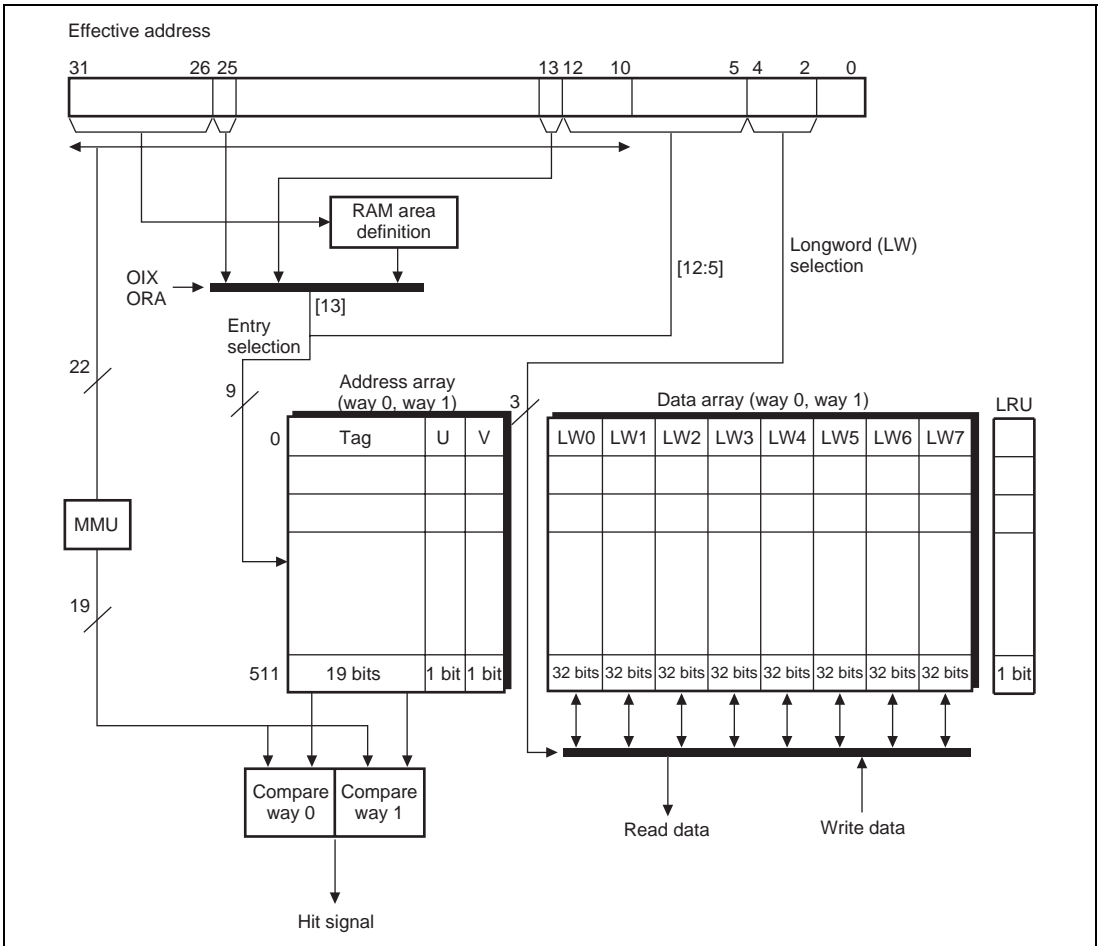 Effective address
31 26 25 13 12 10 5 4 2 0
RAM area
definition
Longword (LW)
selection
[12:5]
OIX
ORA
[13]
Entry
selection
22
9
Address array
(way 0, way 1)
3
Data array (way 0, way 1)
LRU
0 Tag U V LW0 LW1 LW2 LW3 LW4 LW5 LW6 LW7
MMU
19
511 19 bits 1 bit 1 bit 32 bits 32 bits 32 bits 32 bits 32 bits 32 bits 32 bits 32 bits 1 bit
Compare
way 0
Compare
way 1
Read data
Write data
Hit signal